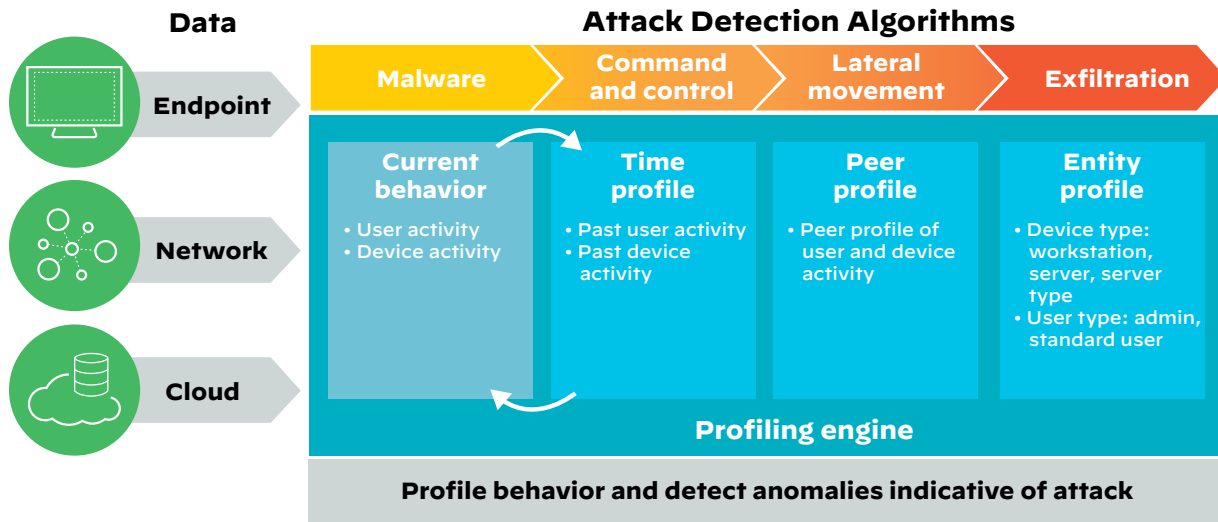 Data
Attack Detection Algorithms
Endpoint
Network
Cloud
Malware
Command
and control
Lateral
movement
Exfiltration
Current
behavior
• User activity
• Device activity
Time
profile
• Past user activity
• Past device
activity
Peer
profile
• Peer profile of
user and device
activity
Entity
profile
• Device type:
workstation,
server, server
type
• User type: admin,
standard user
Profiling engine
Profile behavior and detect anomalies indicative of attack